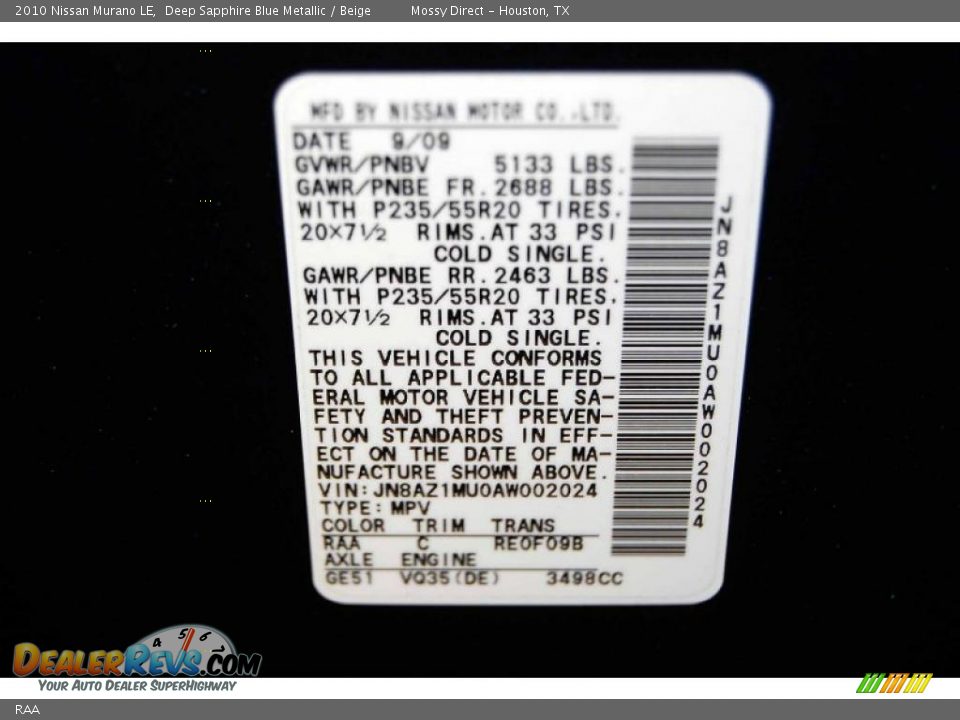 2010 Nissan Murano LE, Deep Sapphire Blue Metallic / Beige Mossy Direct - Houston, TX
MFD BY NISSAN MOTOR CO.,LTD.
DATE 9/09
GVWR/PNBV 5133 LBS.
GAWR/PNBE FR.2688 LBS.
WITH P235/55R20 TIRES.
20×7½ RIMS.AT 33 PSI
COLD SINGLE.
GAWR/PNBE RR.2463 LBS.
WITH P235/55R20 TIRES.
20×7½ RIMS.AT 33 PSI
COLD SINGLE.
THIS VEHICLE CONFORMS
TO ALL APPLICABLE FED-
ERAL MOTOR VEHICLE SA-
FETY AND THEFT PREVEN-
TION STANDARDS IN EFF-
ECT ON THE DATE OF MA-
NUFACTURE SHOWN ABOVE.
VIN:JN8AZ1MU0AW002024
TYPE:MPV
COLOR TRIM TRANS
RAA C RE0F09B
AXLE ENGINE
GE51 VQ35(DE) 3498CC
JN8AZ1MU0AW002024
4 5 6
DEALERREVS.COM
YOUR AUTO DEALER SUPERHIGHWAY
RAA